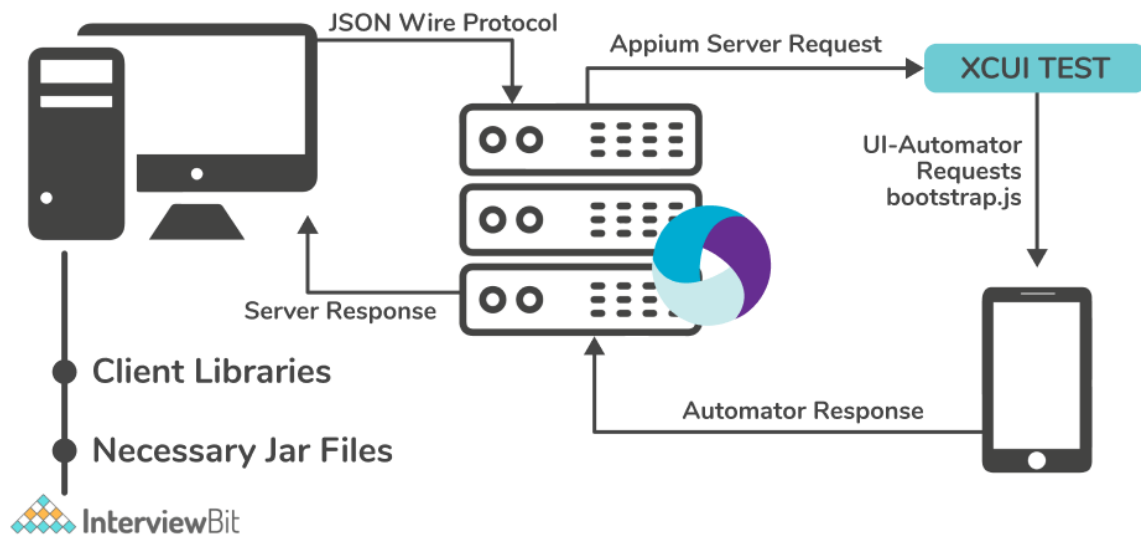 JSON Wire Protocol
Appium Server Request
XCUI TEST
UI-Automator
Requests
bootstrap.js
Server Response
Client Libraries
Automator Response
Necessary Jar Files
InterviewBit